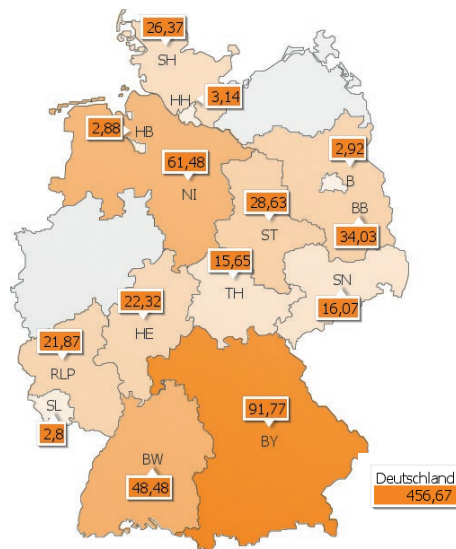 26,37
SH
HH
3,14
2,88
HB
2,92
61,48
B
NI
28,63
BB
ST
34,03
15,65
SN
22,32
TH
16,07
HE
21,87
RLP
SL
91,77
2,8
BY
BW
48,48
Deutschland
456,67